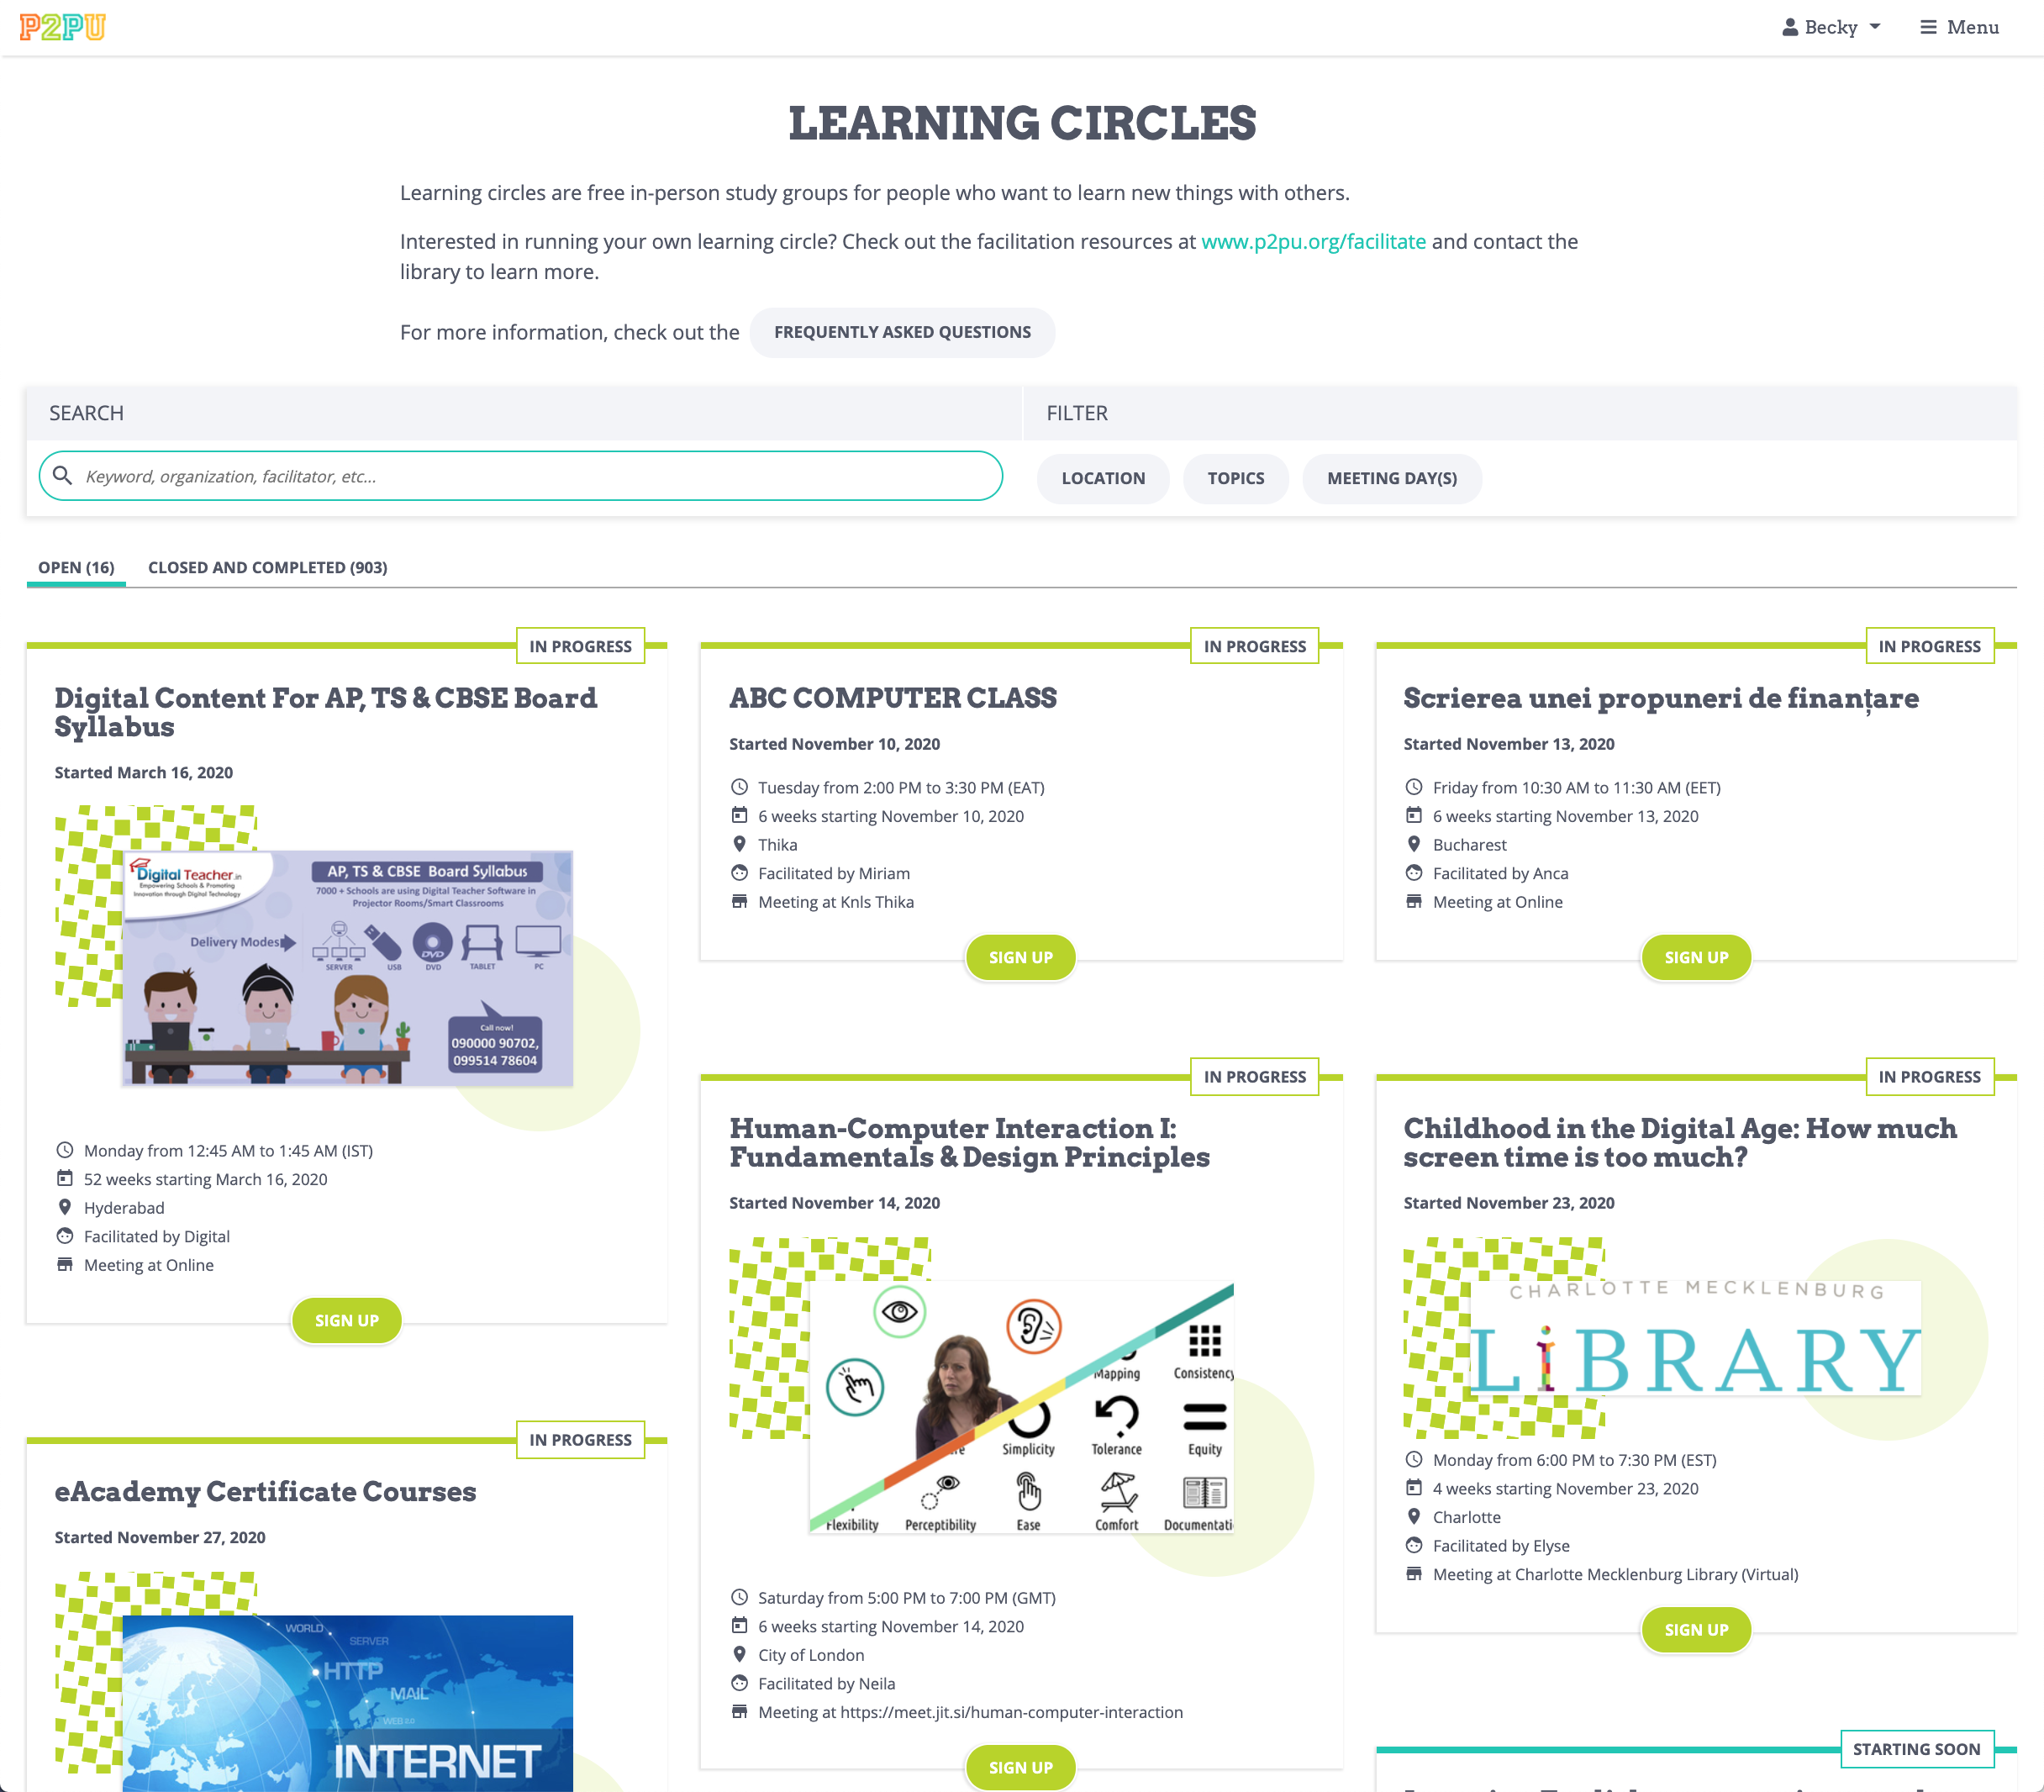 P2PU
Becky
Menu
LEARNING CIRCLES
Learning circles are free in-person study groups for people who want to learn new things with others.
Interested in running your own learning circle? Check out the facilitation resources at www.p2pu.org/facilitate and contact the
library to learn more.
For more information, check out the FREQUENTLY ASKED QUESTIONS
SEARCH
FILTER
Keyword, organization, facilitator, etc...
LOCATION
TOPICS
MEETING DAY(S)
OPEN (16)
CLOSED AND COMPLETED (903)
IN PROGRESS
Digital Content For AP, TS & CBSE Board
Syllabus
Started March 16, 2020
Digital Teacher.in
Empowering Schools & Promoting
Innovation through Digital Technology
AP, TS & CBSE Board Syllabus
7000 + Schools are using Digital Teacher Software in
Projector Rooms/Smart Classrooms
Delivery Modes
SERVER
USB
DVD
DVD
TABLET
PC
Call now!
090000 90702,
099514 78604
Monday from 12:45 AM to 1:45 AM (IST)
52 weeks starting March 16, 2020
Hyderabad
Facilitated by Digital
Meeting at Online
SIGN UP
IN PROGRESS
ABC COMPUTER CLASS
Started November 10, 2020
Tuesday from 2:00 PM to 3:30 PM (EAT)
6 weeks starting November 10, 2020
Thika
Facilitated by Miriam
Meeting at Knls Thika
SIGN UP
IN PROGRESS
Scrierea unei propuneri de finanțare
Started November 13, 2020
Friday from 10:30 AM to 11:30 AM (EET)
6 weeks starting November 13, 2020
Bucharest
Facilitated by Anca
Meeting at Online
SIGN UP
IN PROGRESS
Human-Computer Interaction I:
Fundamentals & Design Principles
Started November 14, 2020
Mapping
Consistency
Simplicity
Tolerance
Equity
Flexibility
Perceptibility
Ease
Comfort
Documentati
Saturday from 5:00 PM to 7:00 PM (GMT)
6 weeks starting November 14, 2020
City of London
Facilitated by Neila
Meeting at https://meet.jit.si/human-computer-interaction
SIGN UP
IN PROGRESS
Childhood in the Digital Age: How much
screen time is too much?
Started November 23, 2020
CHARLOTTE MECKLENBURG
LiBRARY
Monday from 6:00 PM to 7:30 PM (EST)
4 weeks starting November 23, 2020
Charlotte
Facilitated by Elyse
Meeting at Charlotte Mecklenburg Library (Virtual)
SIGN UP
IN PROGRESS
eAcademy Certificate Courses
Started November 27, 2020
WORLD
SERVER
HTTP
MAIL
WEB 2.0
INTERNET
STARTING SOON